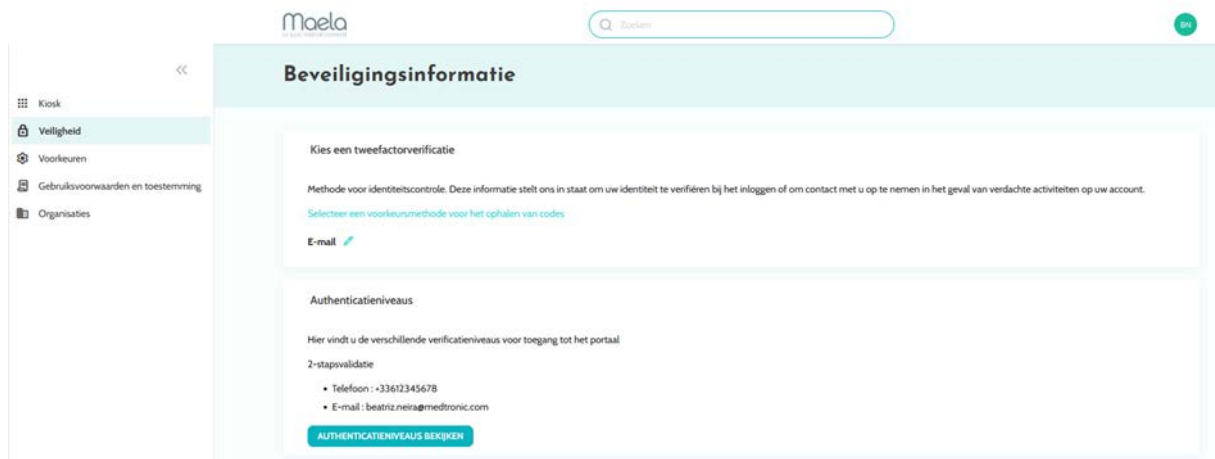 Maela
Zoeken
BN
Beveiligingsinformatie
Kiosk
Veiligheid
Voorkeuren
Gebruiksvoorwaarden en toestemming
Organisaties
Kies een tweefactorverificatie
Methode voor identiteitscontrole. Deze informatie stelt ons in staat om uw identiteit te verifiëren bij het inloggen of om contact met u op te nemen in het geval van verdachte activiteiten op uw account.
Selecteer een voorkeursmethode voor het ophalen van codes
E-mail
Authenticatieniveaus
Hier vindt u de verschillende verificatieniveaus voor toegang tot het portaal
2-stapsvalidatie
• Telefoon : +33612345678
• E-mail : beatriz.neira@medtronic.com
AUTHENTICATIENIVEAUS BEKIJKEN